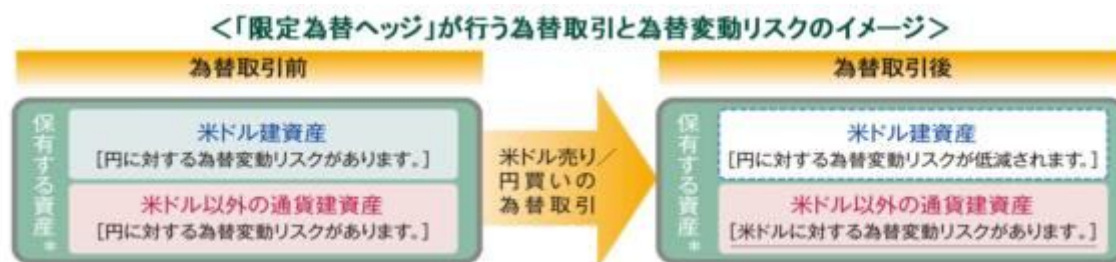 ＜「限定為替ヘッジ」が行う為替取引と為替変動リスクのイメージ＞
為替取引前
保有する資産*
米ドル建資産
[円に対する為替変動リスクがあります。]
米ドル以外の通貨建資産
[円に対する為替変動リスクがあります。]
米ドル売り／
円買いの
為替取引
為替取引後
保有する資産*
米ドル建資産
[円に対する為替変動リスクが低減されます。]
米ドル以外の通貨建資産
[米ドルに対する為替変動リスクがあります。]